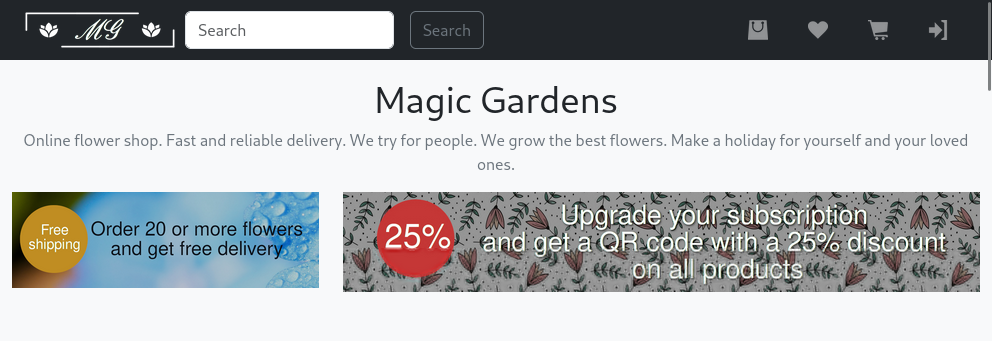 MG
Search
Search
Magic Gardens
Online flower shop. Fast and reliable delivery. We try for people. We grow the best flowers. Make a holiday for yourself and your loved
ones.
Free
shipping
Order 20 or more flowers
and get free delivery
25%
Upgrade your subscription
and get a QR code with a 25% discount
on all products